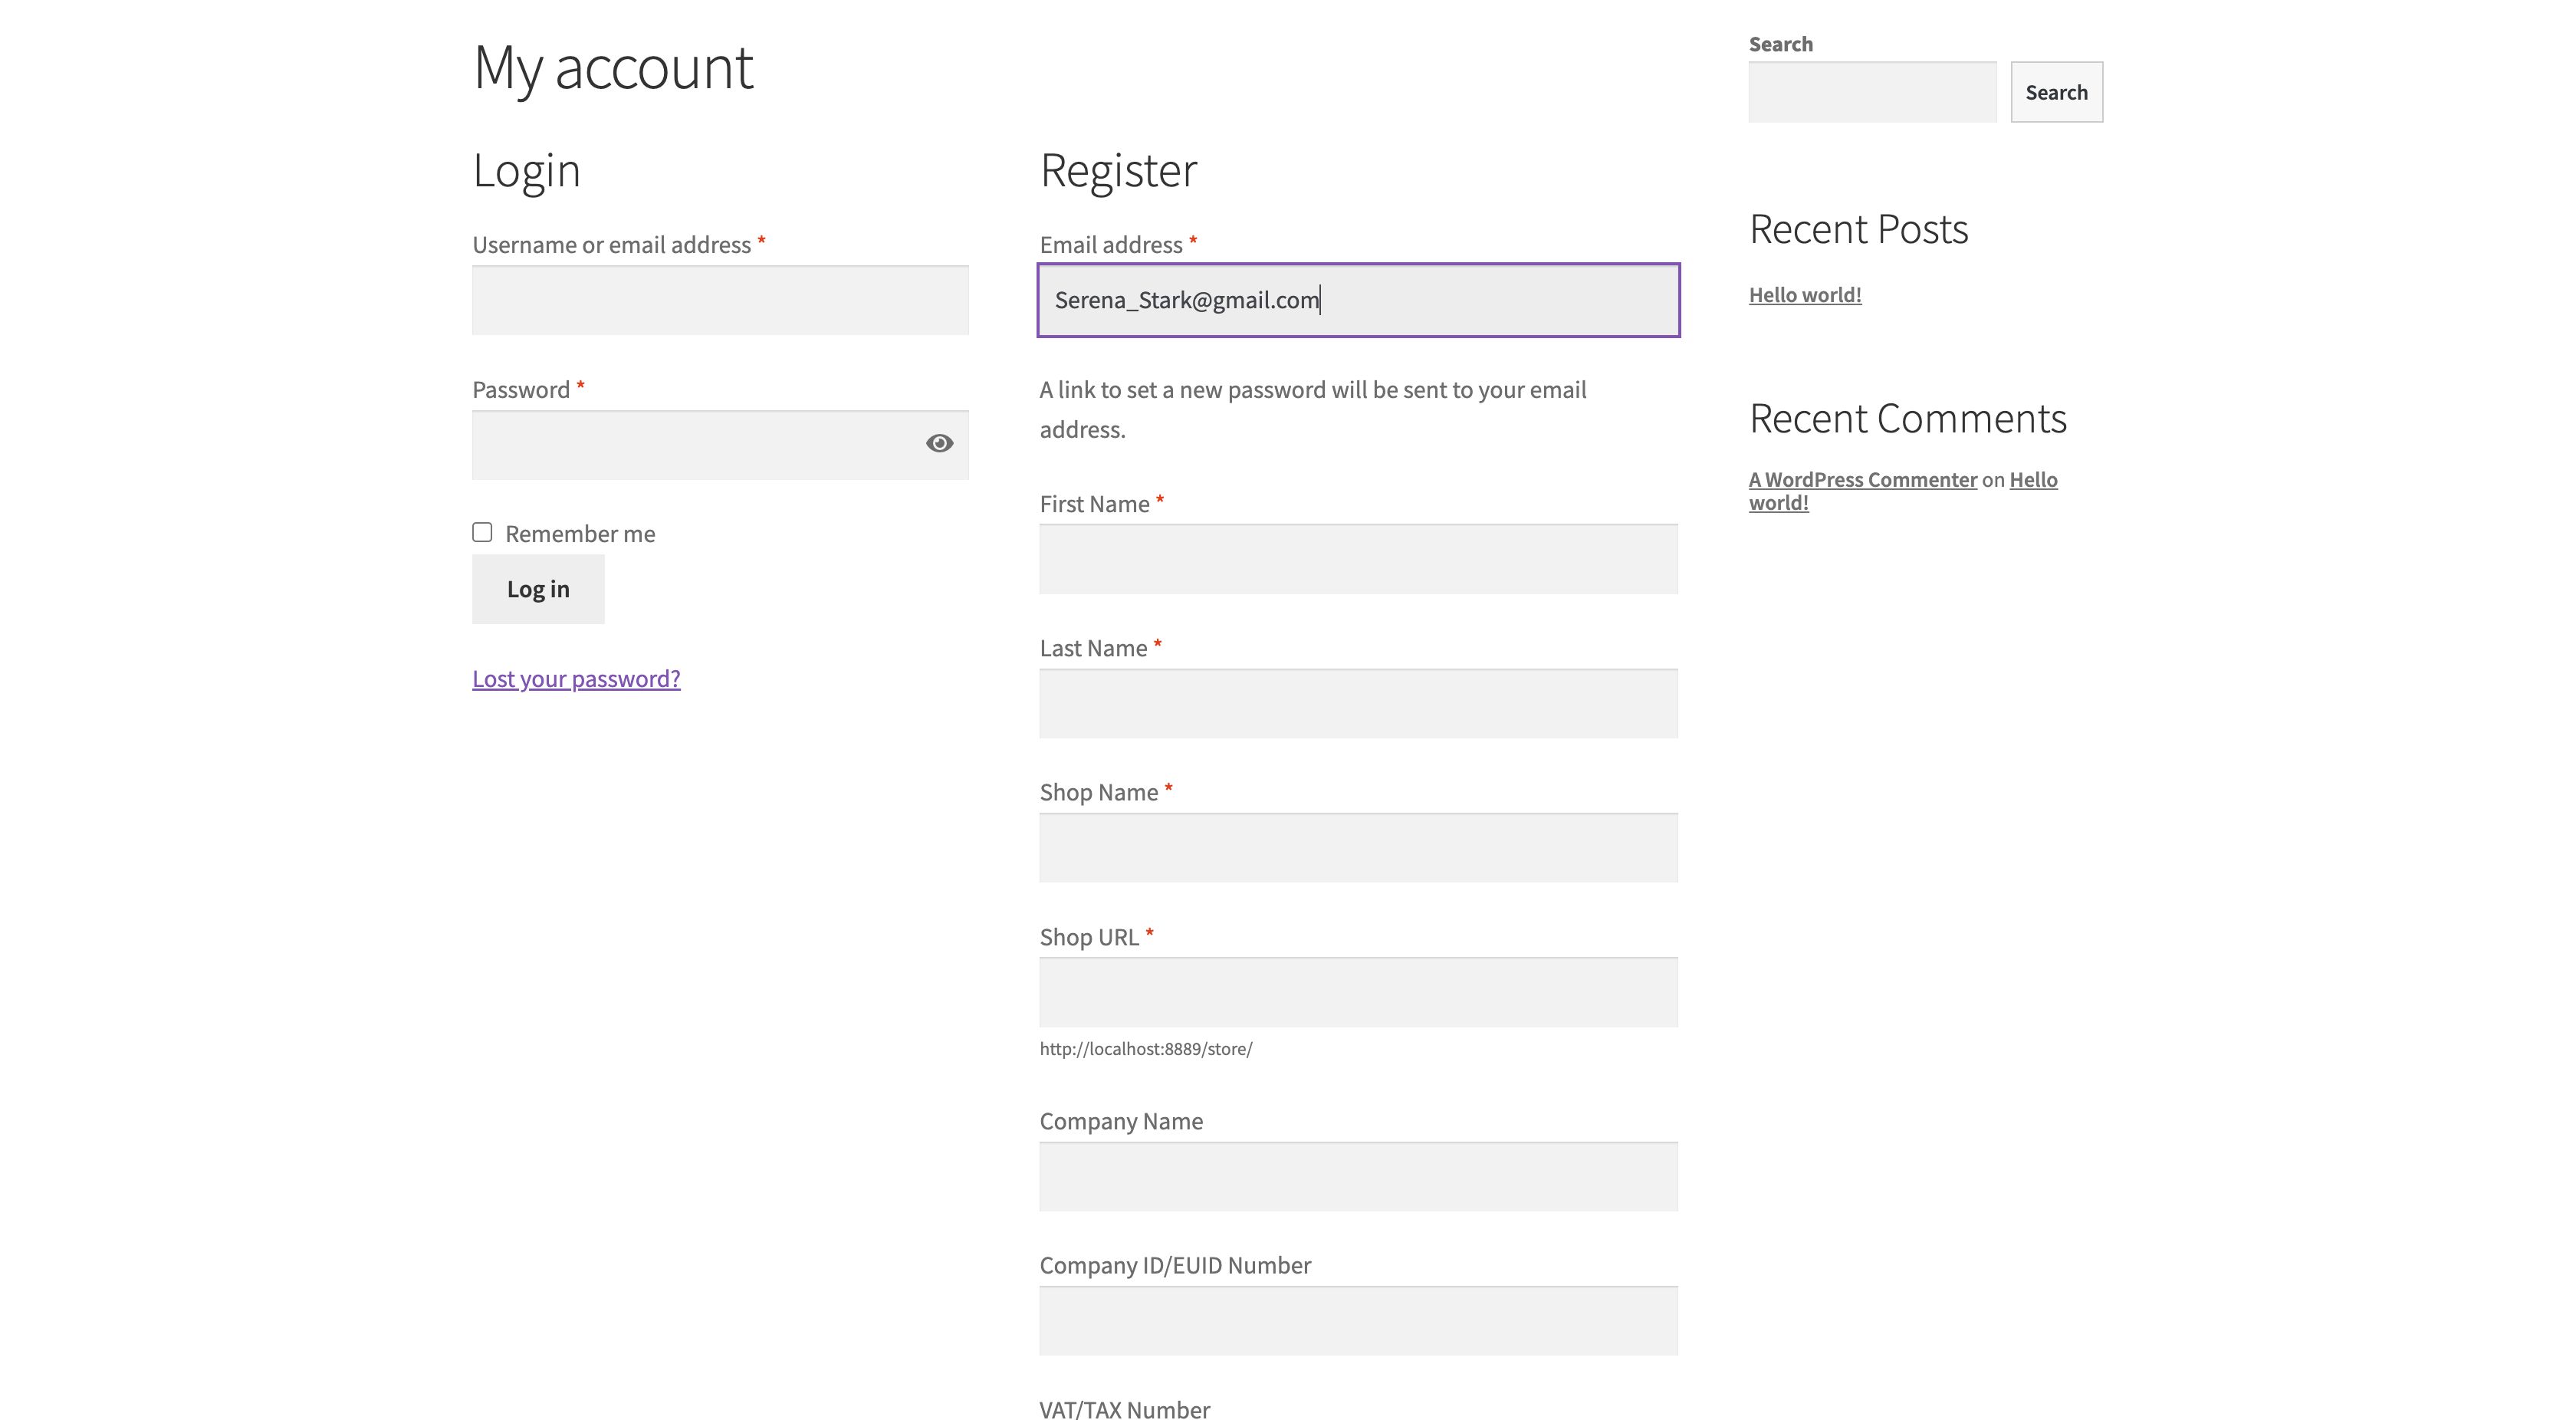 My account
Login
Username or email address *
Password *
Remember me
Log in
Lost your password?
Register
Email address *
Serena_Stark@gmail.com
A link to set a new password will be sent to your email
address.
First Name *
Last Name *
Shop Name *
Shop URL *
http://localhost:8889/store/
Company Name
Company ID/EUID Number
VAT/TAX Number
Search
Search
Recent Posts
Hello world!
Recent Comments
A WordPress Commenter on Hello
world!